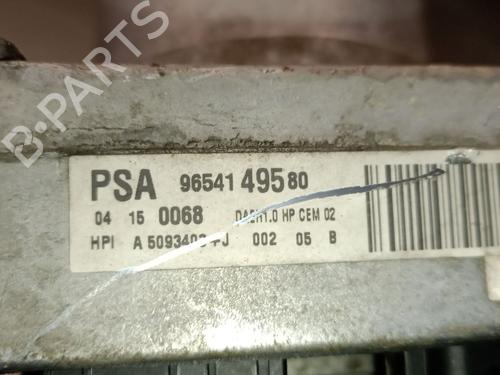 B-PARTS
PSA 96541 495 80
04 15 0068 HP CEM 02
HPI 002 05 B